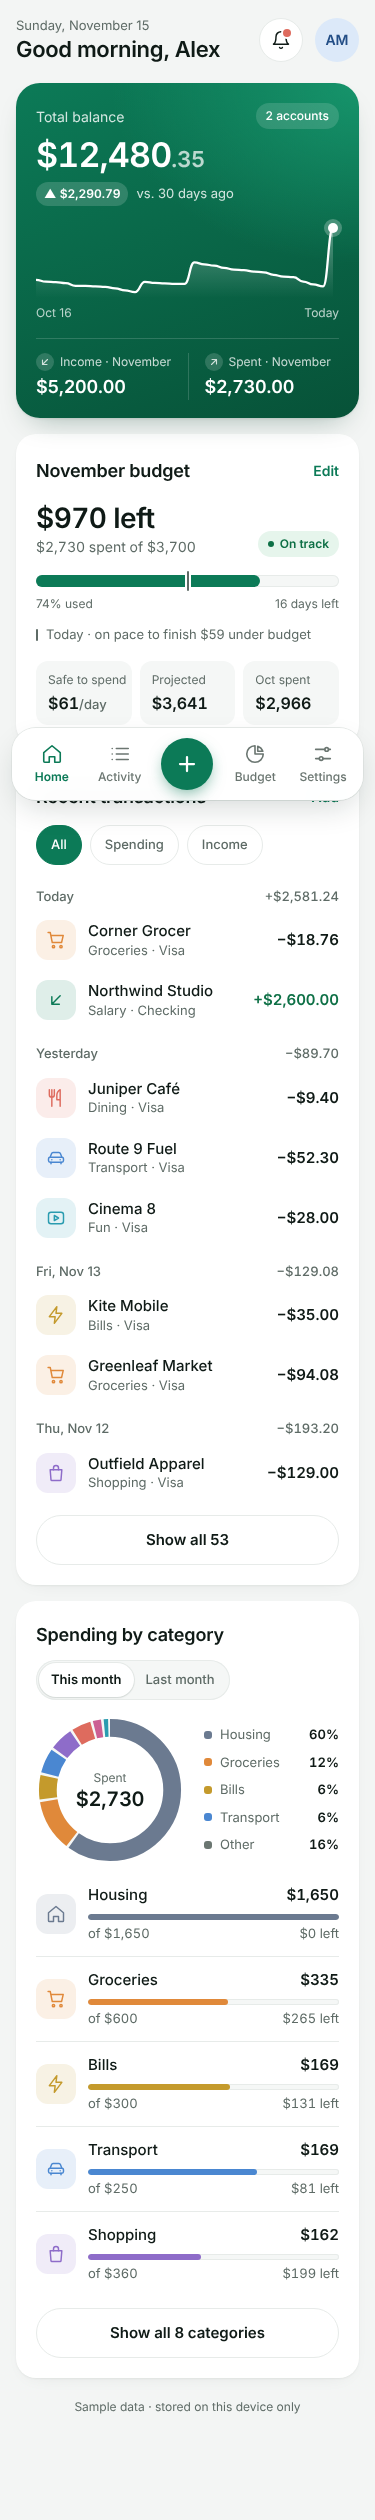 Sunday, November 15
Good morning, Alex
AM
Total balance
2 accounts
$12,480.35
▲ $2,290.79 vs. 30 days ago
Oct 16
Today
Income · November
$5,200.00
Spent · November
$2,730.00
November budget
Edit
$970 left
$2,730 spent of $3,700
On track
74% used
16 days left
Today · on pace to finish $59 under budget
Safe to spend
$61/day
Projected
$3,641
Oct spent
$2,966
Home
Activity
Budget
Settings
Recent transactions
All
Spending
Income
Today
+$2,581.24
Corner Grocer
Groceries · Visa
−$18.76
Northwind Studio
Salary · Checking
+$2,600.00
Yesterday
−$89.70
Juniper Café
Dining · Visa
−$9.40
Route 9 Fuel
Transport · Visa
−$52.30
Cinema 8
Fun · Visa
−$28.00
Fri, Nov 13
−$129.08
Kite Mobile
Bills · Visa
−$35.00
Greenleaf Market
Groceries · Visa
−$94.08
Thu, Nov 12
−$193.20
Outfield Apparel
Shopping · Visa
−$129.00
Show all 53
Spending by category
This month
Last month
Spent
$2,730
Housing 60%
Groceries 12%
Bills 6%
Transport 6%
Other 16%
Housing
$1,650
of $1,650
$0 left
Groceries
$335
of $600
$265 left
Bills
$169
of $300
$131 left
Transport
$169
of $250
$81 left
Shopping
$162
of $360
$199 left
Show all 8 categories
Sample data · stored on this device only